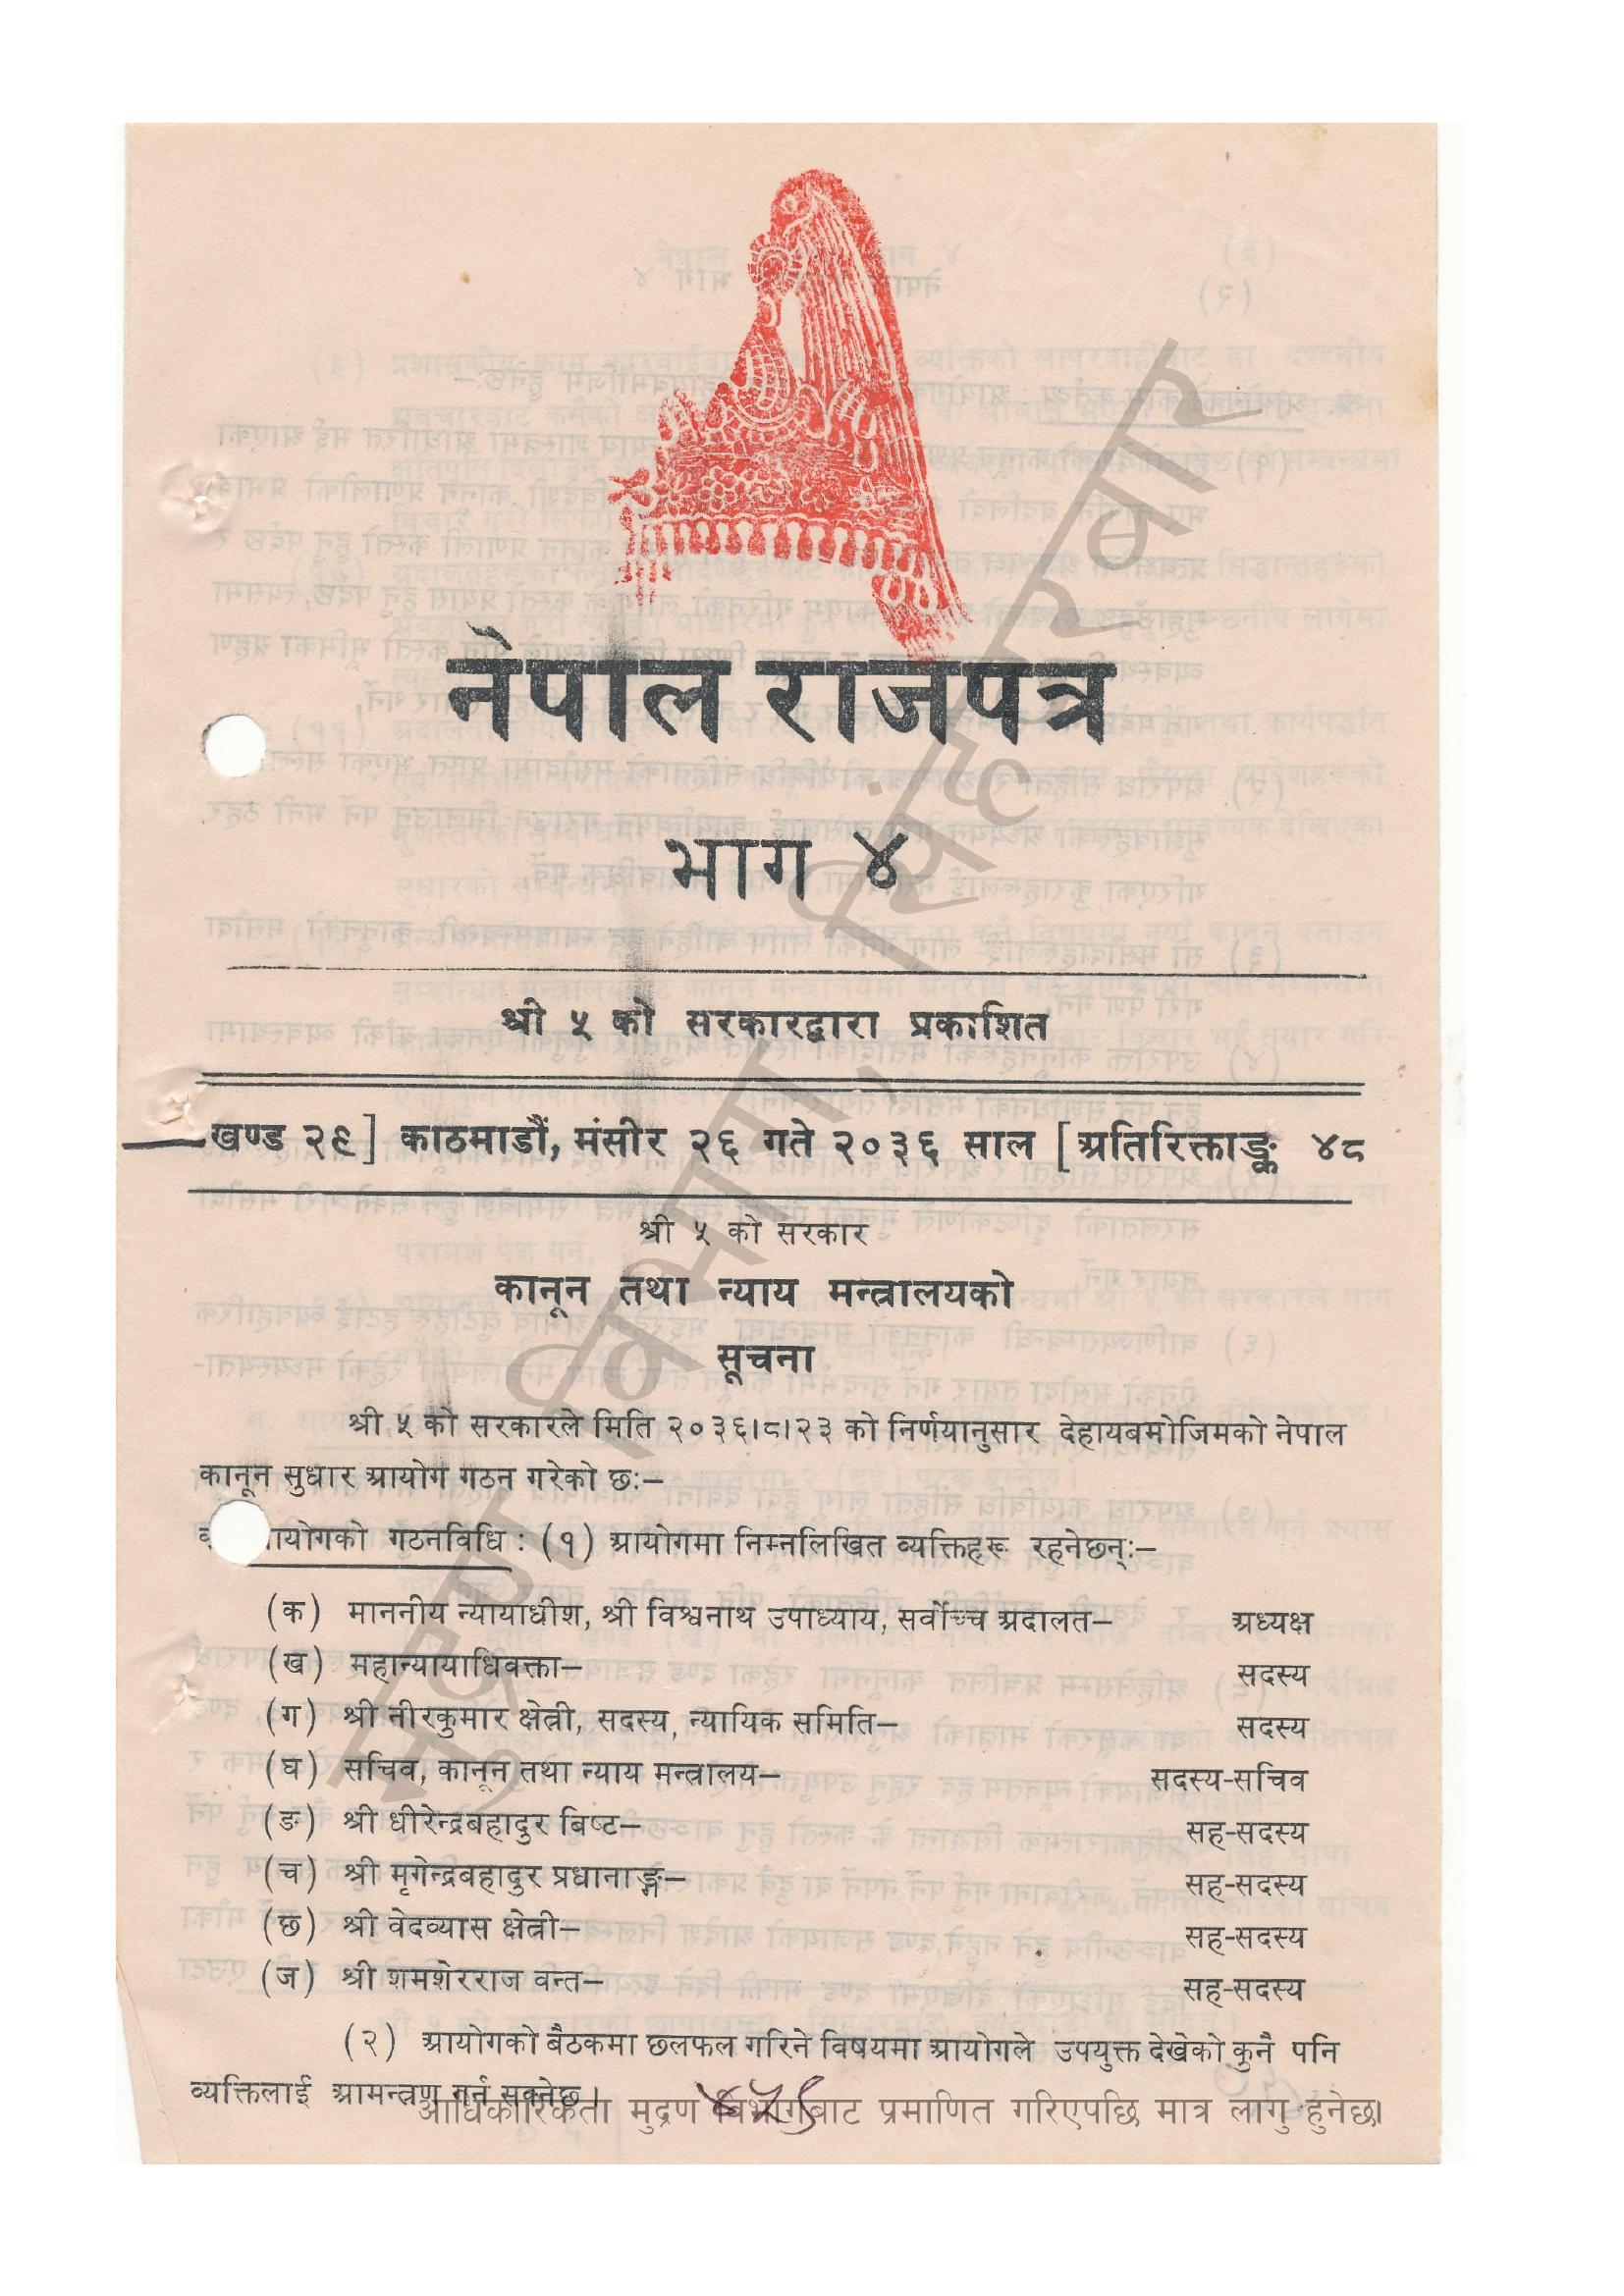 नेपाल राजपत्र
भाग ४
श्री ५ को सरकारद्वारा प्रकाशित
खण्ड २९] काठमाडौं, मंसीर २६ गते २०३६ साल [अतिरिक्ताङ्क ४८
श्री ५ को सरकार
कानून तथा न्याय मन्त्रालयको
सूचना
श्री ५ को सरकारले मिति २०३६।८।२३ को निर्णयानुसार देहायबमोजिमको नेपाल
कानून सुधार आयोग गठन गरेको छ:–
गठनविधि : (१) आयोगमा निम्नलिखित व्यक्तिहरू रहनेछन्:–
(क) माननीय न्यायाधीश, श्री विश्वनाथ उपाध्याय, सर्वोच्च अदालत– अध्यक्ष
(ख) महान्यायाधिवक्ता– सदस्य
(ग) श्री नीरकुमार क्षेत्री, सदस्य, न्यायिक समिति– सदस्य
(घ) सचिव, कानून तथा न्याय मन्त्रालय– सदस्य-सचिव
(ङ) श्री धीरेन्द्रबहादुर बिष्ट– सह-सदस्य
(च) श्री मृगेन्द्रबहादुर प्रधानाङ्ग– सह-सदस्य
(छ) श्री वेदव्यास क्षेत्री– सह-सदस्य
(ज) श्री शमशेरराज वन्त– सह-सदस्य
(२) आयोगको बैठकमा छलफल गरिने विषयमा आयोगले उपयुक्त देखेको कुनै पनि
व्यक्तिलाई आमन्त्रण गर्न सक्नेछ।
आधिकारिकता मुद्रण विभागबाट प्रमाणित गरिएपछि मात्र लागु हुनेछ।
मुद्रण विभाग, सिंहदरबार